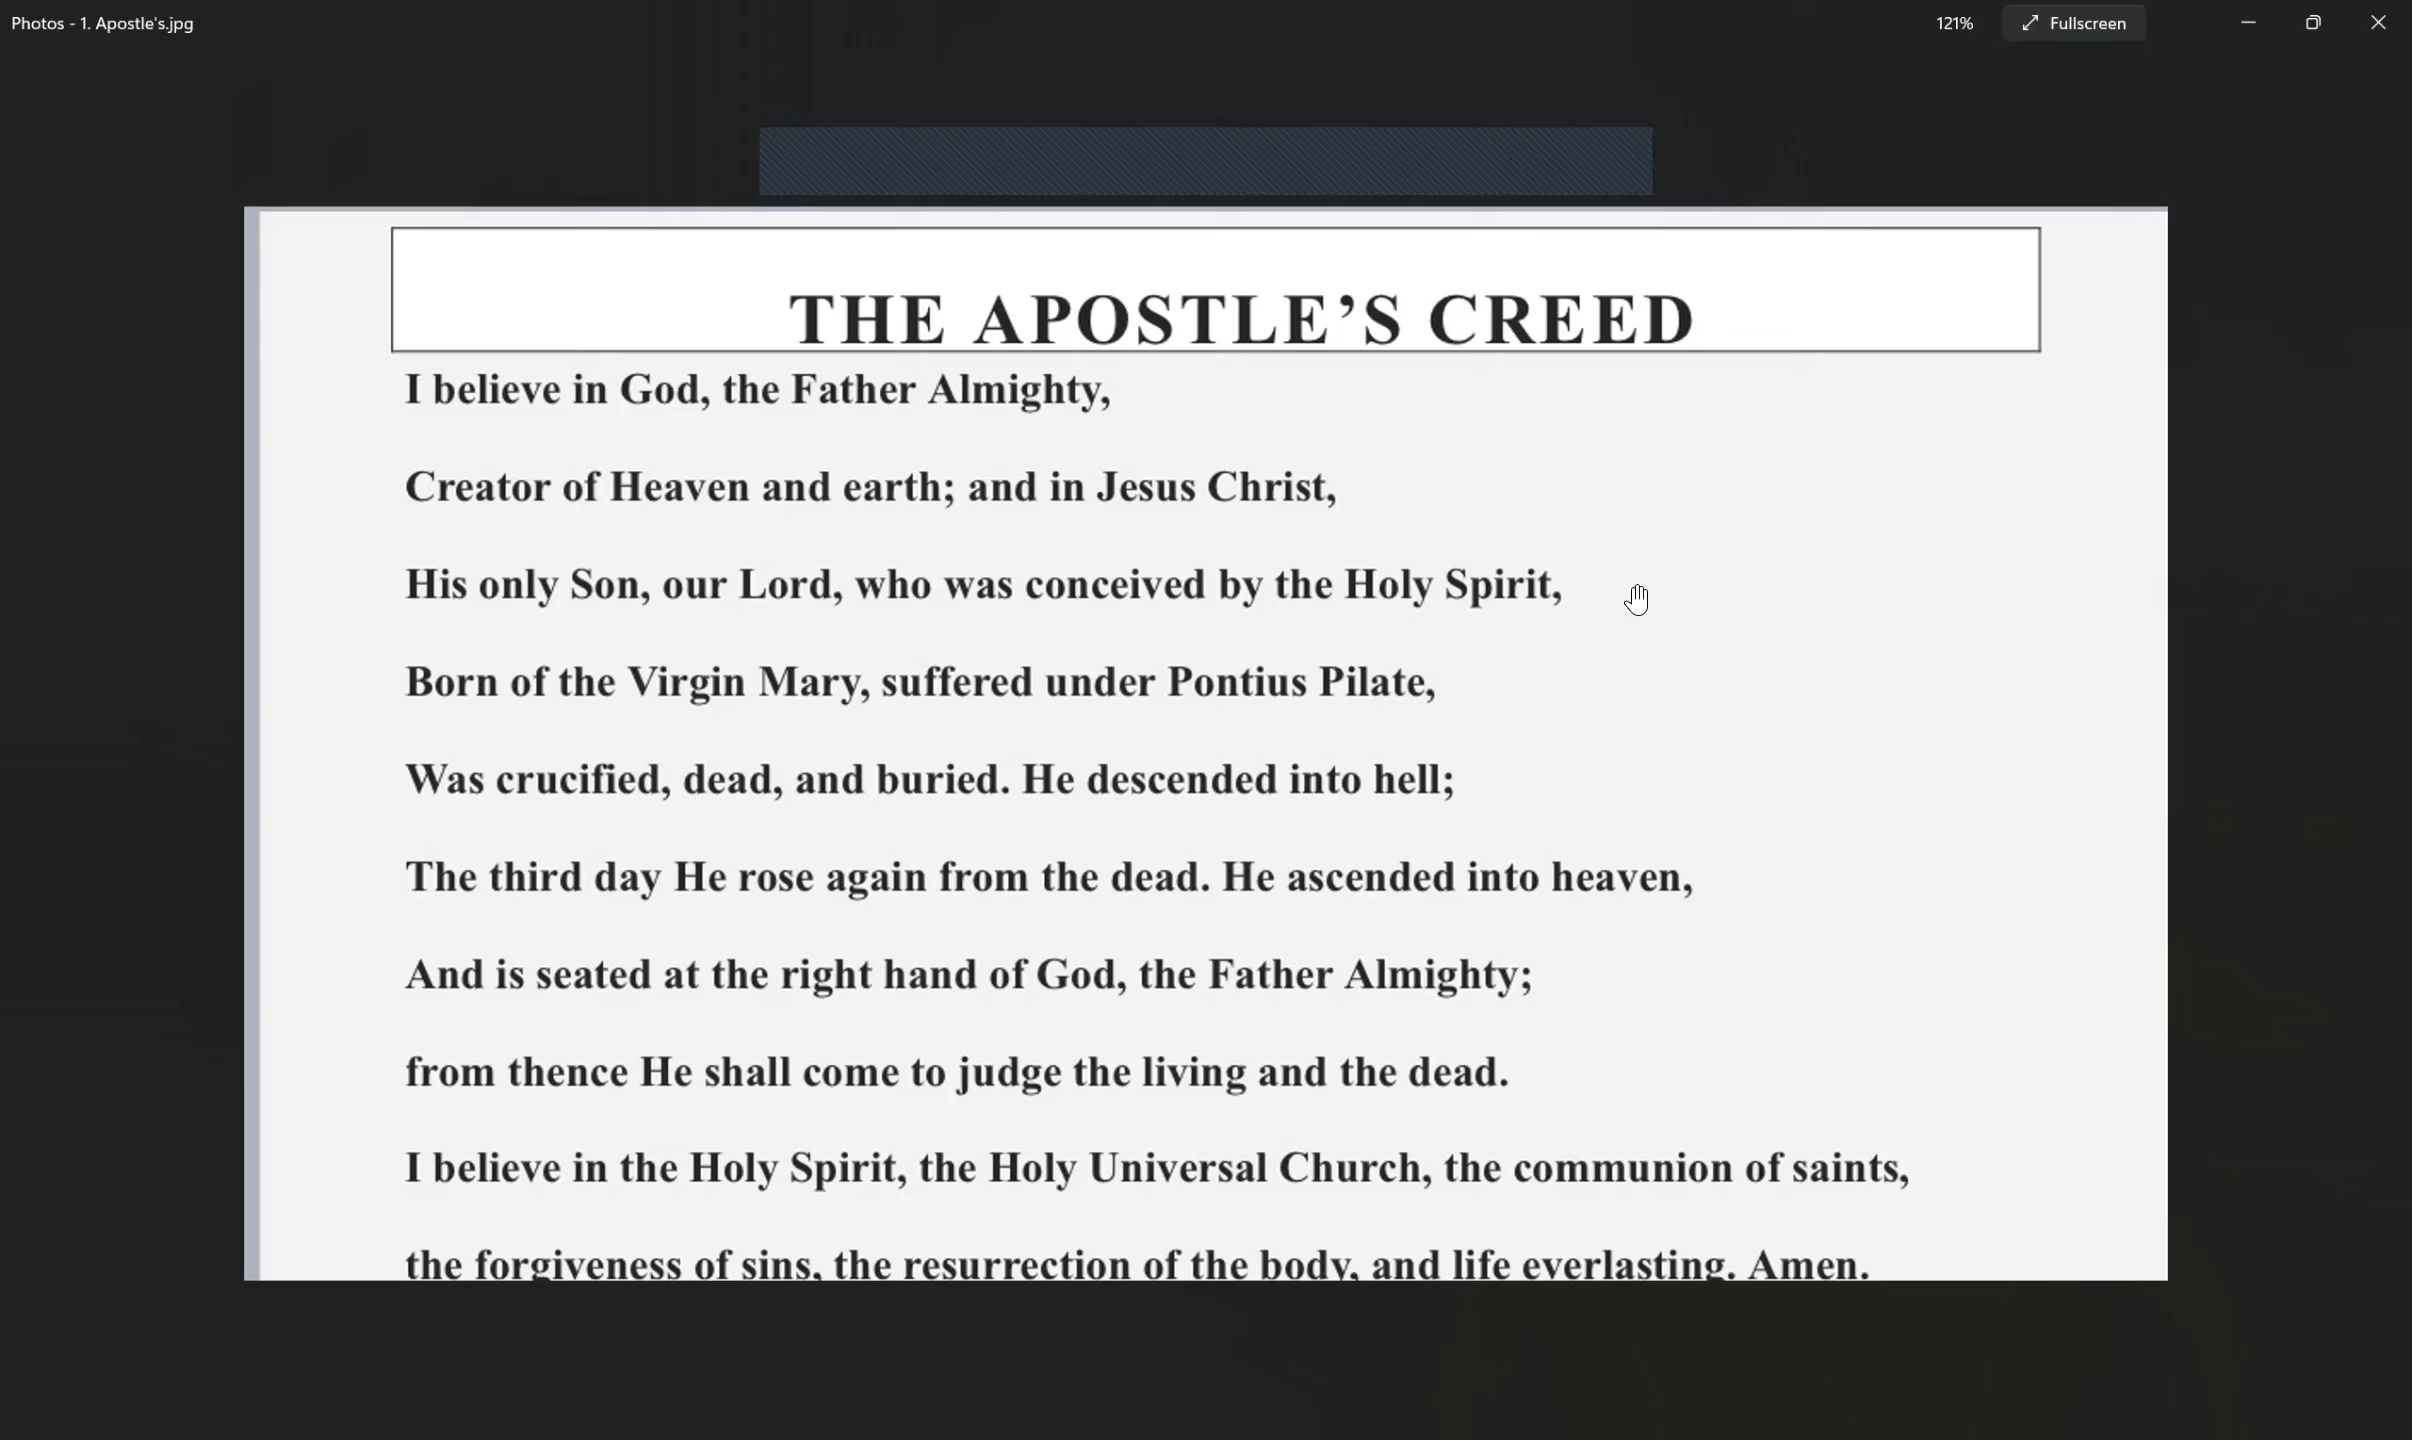 Photos - 1. Apostle's.jpg
121%
Fullscreen
THE APOSTLE’S CREED
I believe in God, the Father Almighty,
Creator of Heaven and earth; and in Jesus Christ,
His only Son, our Lord, who was conceived by the Holy Spirit,
Born of the Virgin Mary, suffered under Pontius Pilate,
Was crucified, dead, and buried. He descended into hell;
The third day He rose again from the dead. He ascended into heaven,
And is seated at the right hand of God, the Father Almighty;
from thence He shall come to judge the living and the dead.
I believe in the Holy Spirit, the Holy Universal Church, the communion of saints,
the forgiveness of sins, the resurrection of the body, and life everlasting. Amen.